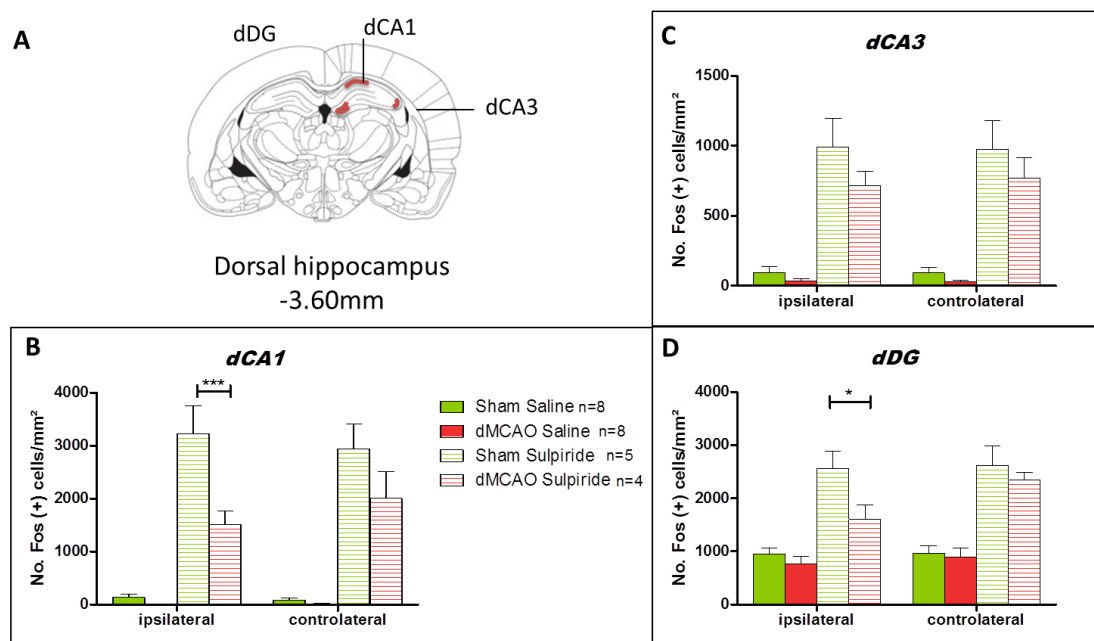 A
dDG
dCA1
dCA3
Dorsal hippocampus
-3.60mm
B
dCA1
No. Fos (+) cells/mm²
4000
3000
2000
1000
0
***
ipsilateral
controlateral
Sham Saline n=8
dMCAO Saline n=8
Sham Sulpiride n=5
dMCAO Sulpiride n=4
C
dCA3
No. Fos (+) cells/mm²
1500
1000
500
0
ipsilateral
controlateral
D
dDG
No. Fos (+) cells/mm²
4000
3000
2000
1000
0
*
ipsilateral
controlateral